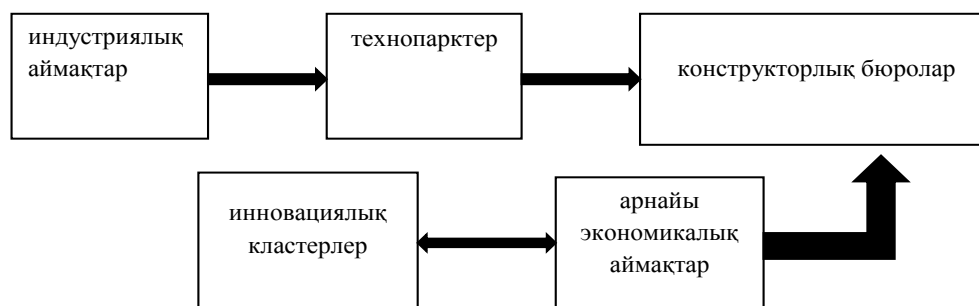 индустриялық
аймақтар
технопарктер
конструкторлық бюролар
инновациялық
кластерлер
арнайы
экономикалық
аймақтар